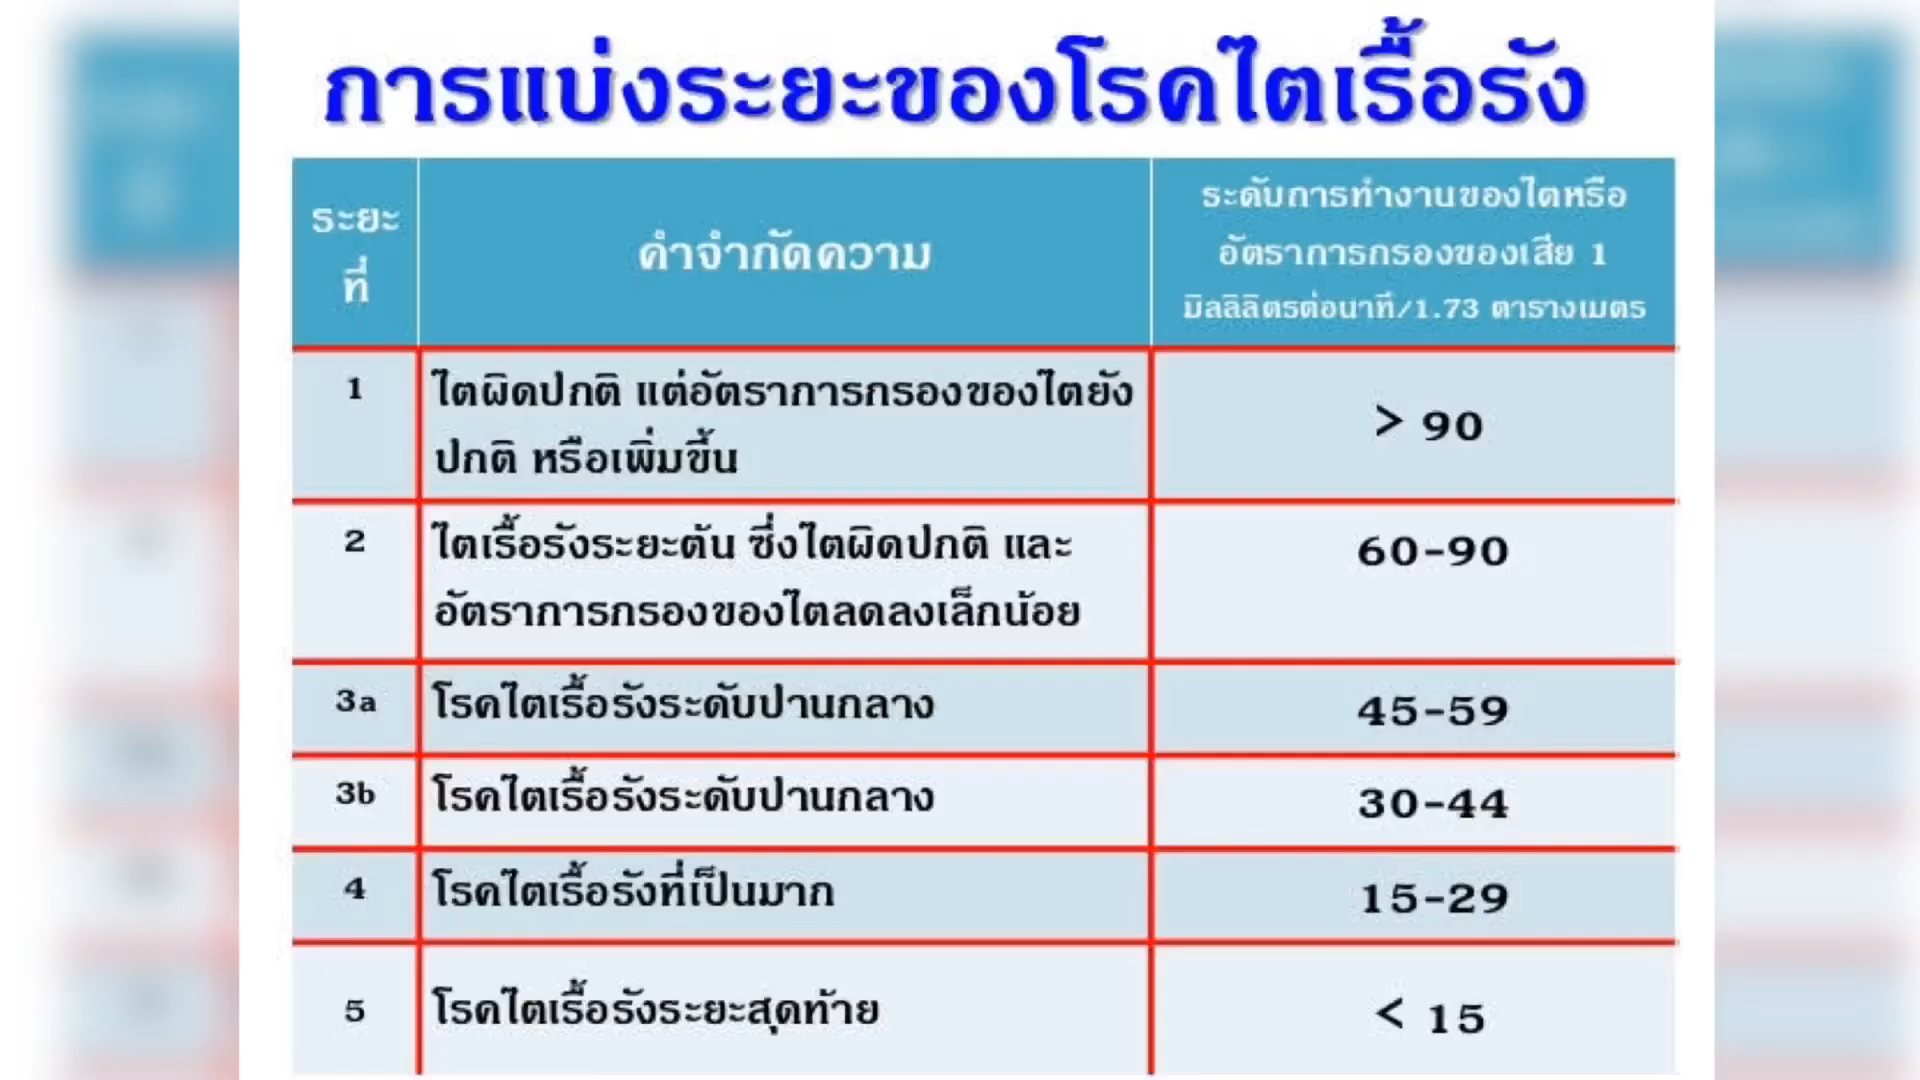 การแบ่งระยะของโรคไตเรื้อรัง
ระยะ
ที่
คำจำกัดความ
ระดับการทำงานของไตหรือ
อัตราการกรองของเสีย 1
มิลลิลิตรต่อนาที/1.73 ตารางเมตร
1
ไตผิดปกติ แต่อัตราการกรองของไตยัง
ปกติ หรือเพิ่มขึ้น
> 90
2
ไตเรื้อรังระยะต้น ซึ่งไตผิดปกติ และ
อัตราการกรองของไตลดลงเล็กน้อย
60-90
3a
โรคไตเรื้อรังระดับปานกลาง
45-59
3b
โรคไตเรื้อรังระดับปานกลาง
30-44
4
โรคไตเรื้อรังที่เป็นมาก
15-29
5
โรคไตเรื้อรังระยะสุดท้าย
< 15